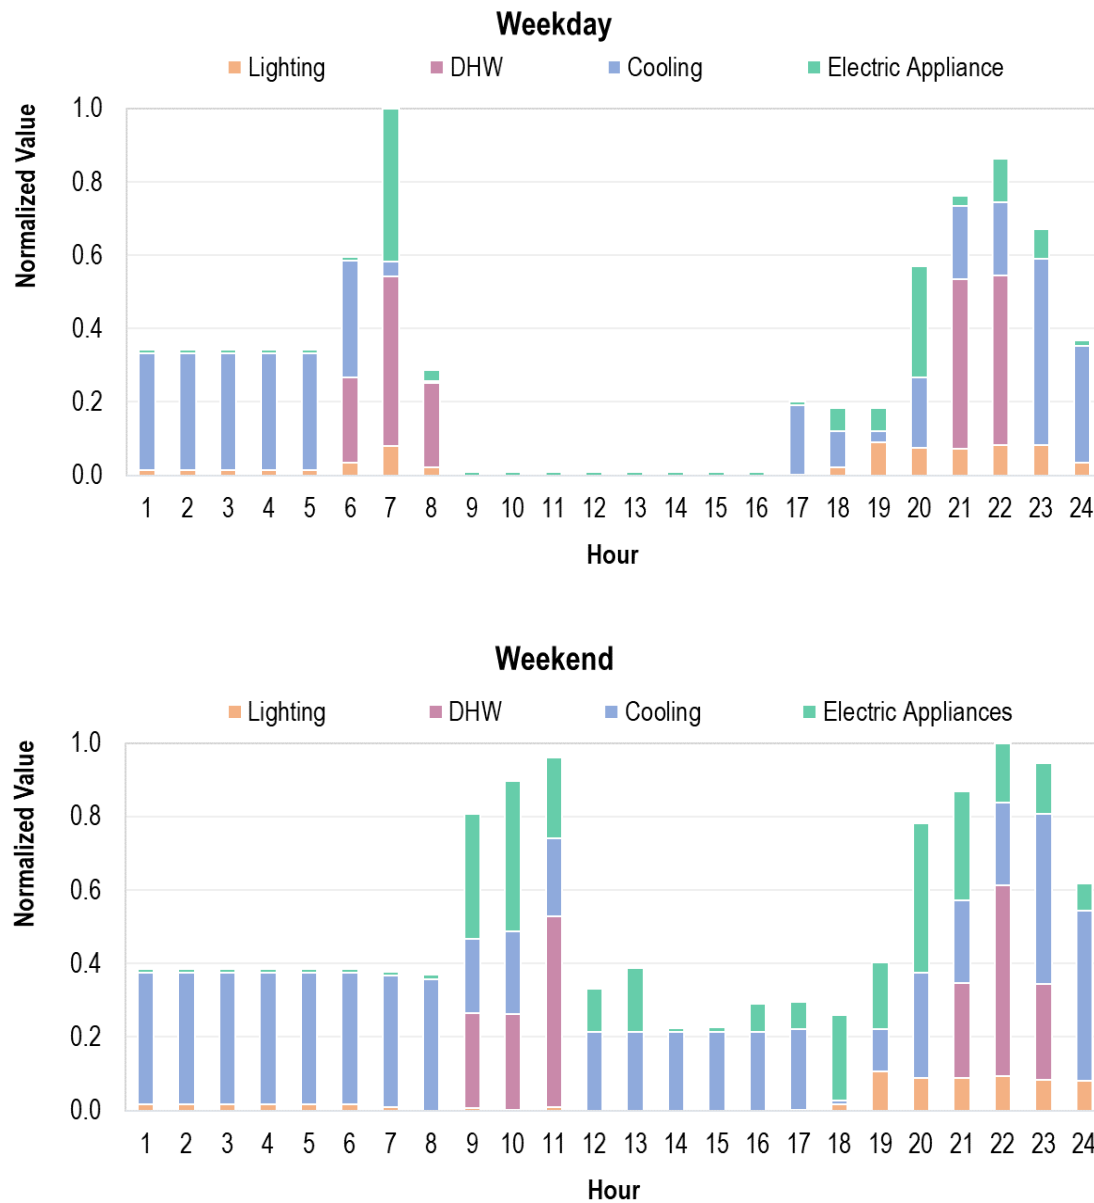 Weekday
Lighting DHW Cooling Electric Appliance
Normalized Value
1.0
0.8
0.6
0.4
0.2
0.0
1 2 3 4 5 6 7 8 9 10 11 12 13 14 15 16 17 18 19 20 21 22 23 24
Hour
Weekend
Lighting DHW Cooling Electric Appliances
Normalized Value
1.0
0.8
0.6
0.4
0.2
0.0
1 2 3 4 5 6 7 8 9 10 11 12 13 14 15 16 17 18 19 20 21 22 23 24
Hour